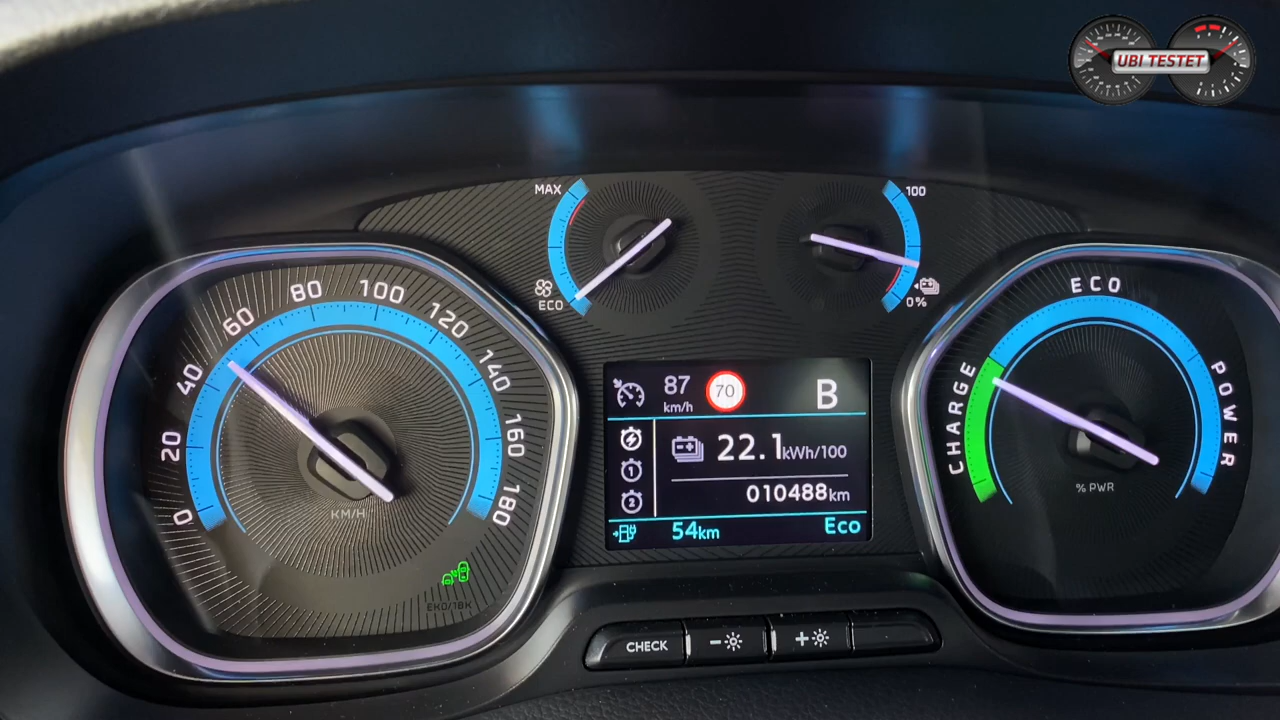 UBI TESTET
MAX
ECO
100
0%
0
20
40
60
80
100
120
140
160
180
KM/H
87
km/h
70
B
22.1kWh/100
010488km
54km
Eco
ECO
CHARGE
POWER
% PWR
CHECK